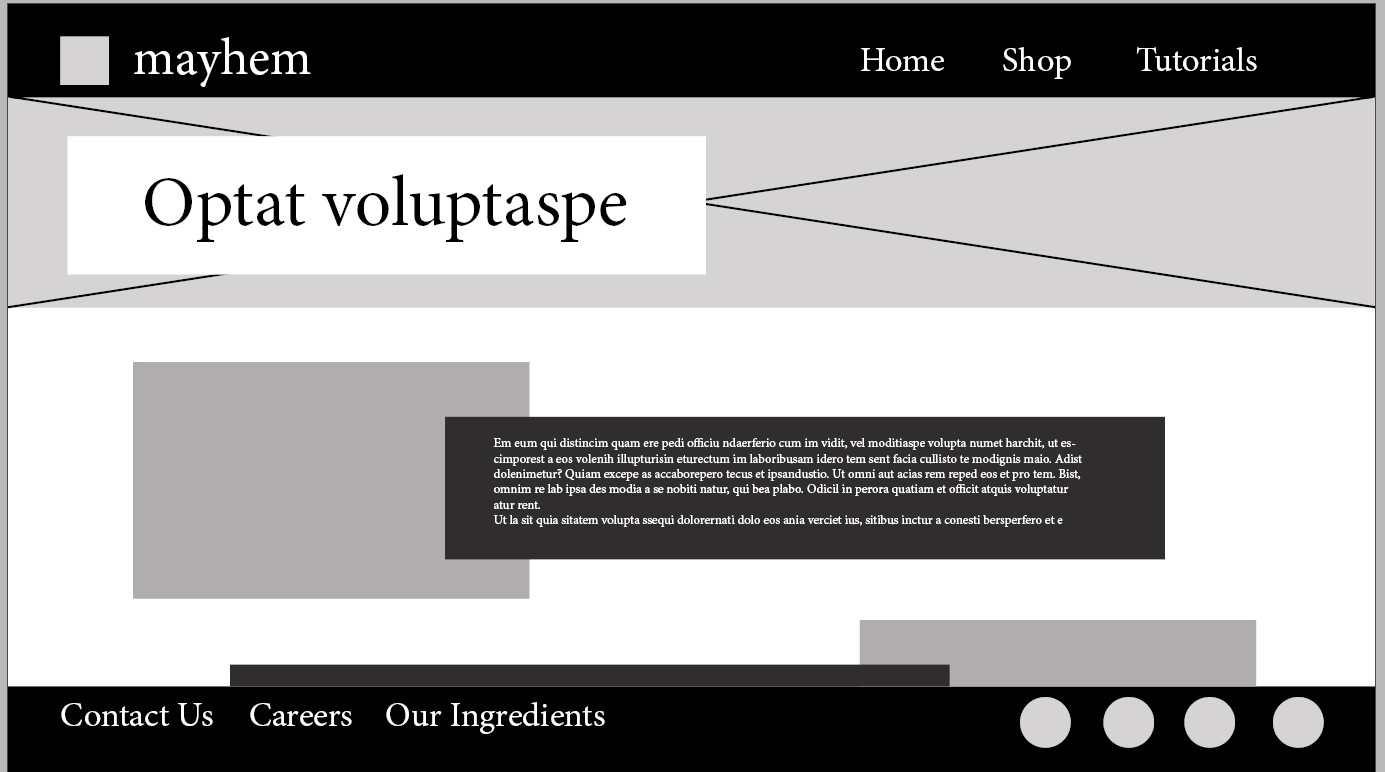 mayhem
Home Shop Tutorials
Optat voluptaspe
Em eum qui distincim quam ere pedi officiu ndaerferio cum im vidit, vel moditiaspe volupta numet harchit, ut es-
cimporest a eos volenih illupturisin eturectum im laboribusam idero tem sent facia cullisto te modignis maio. Adist
dolenimetur? Quiam excepe as accaborepero tecus et ipsandustio. Ut omni aut acias rem reped eos et pro tem. Bist,
omnim re lab ipsa des modia a se nobiti natur, qui bea plabo. Odicil in perora quatiam et officit atquis voluptatur
atur rent.
Ut la sit quia sitatem volupta ssequi dolorernati dolo eos ania verciet ius, sitibus inctur a conesti bersperfero et e
Contact Us Careers Our Ingredients